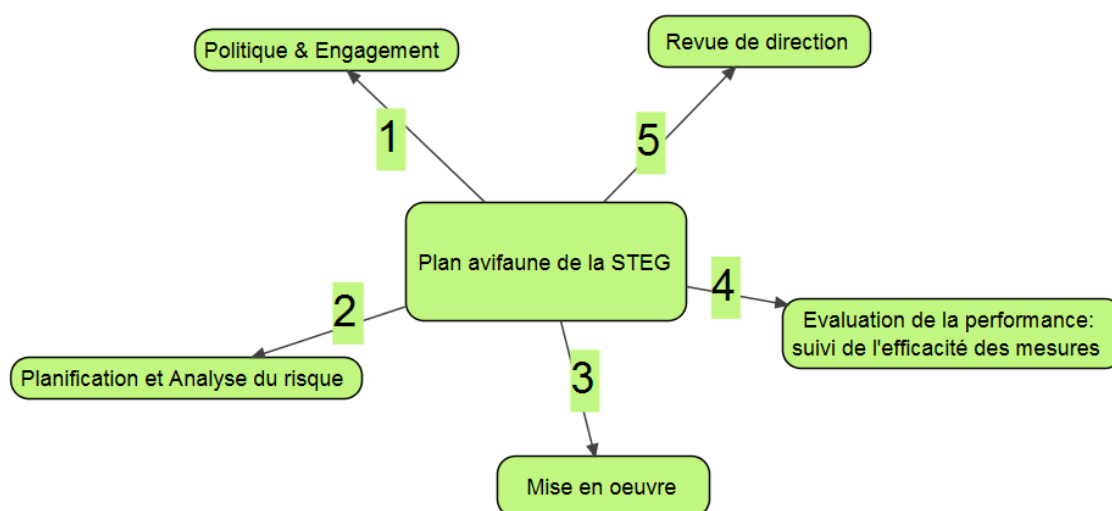 Politique & Engagement
Revue de direction
1
5
Plan avifaune de la STEG
4
2
Evaluation de la performance:
suivi de l'efficacité des mesures
Planification et Analyse du risque
3
Mise en oeuvre